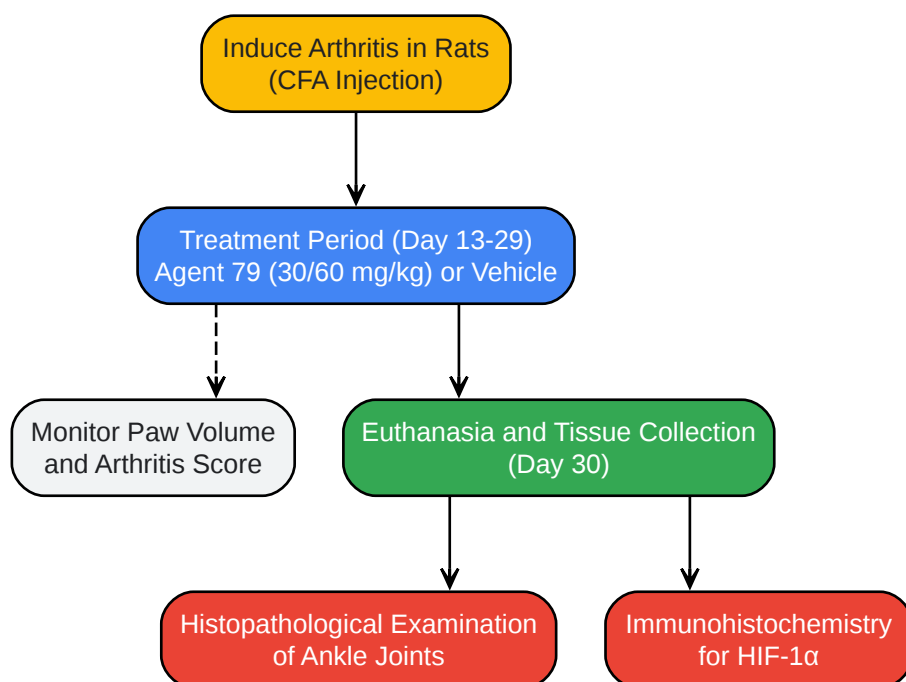 Induce Arthritis in Rats
(CFA Injection)
Treatment Period (Day 13-29)
Agent 79 (30/60 mg/kg) or Vehicle
Monitor Paw Volume
and Arthritis Score
Euthanasia and Tissue Collection
(Day 30)
Histopathological Examination
of Ankle Joints
Immunohistochemistry
for HIF-1α